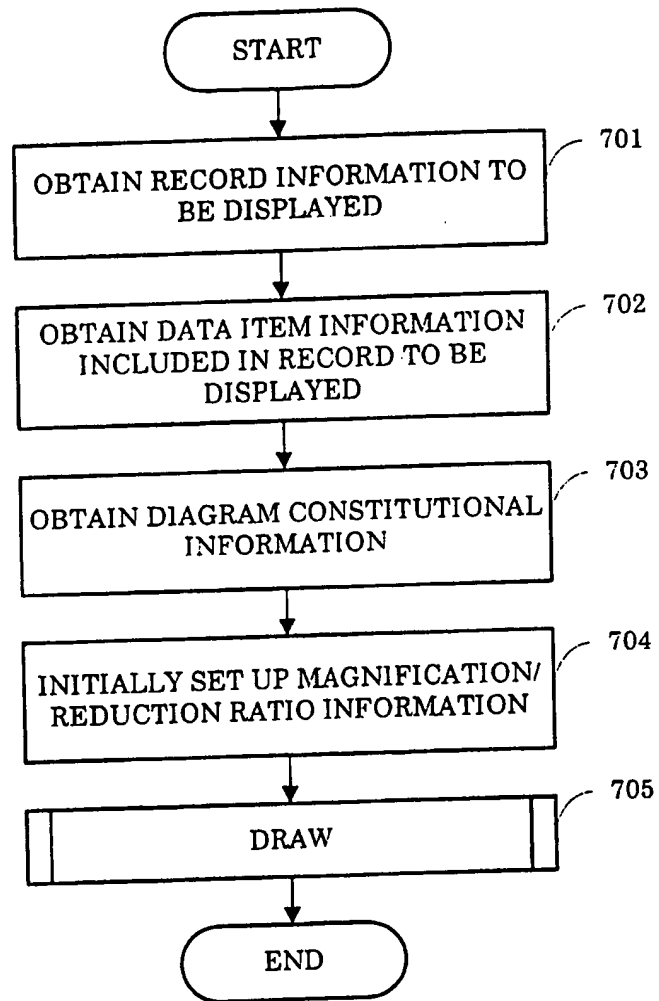 START
701
OBTAIN RECORD INFORMATION TO
BE DISPLAYED
702
OBTAIN DATA ITEM INFORMATION
INCLUDED IN RECORD TO BE
DISPLAYED
703
OBTAIN DIAGRAM CONSTITUTIONAL
INFORMATION
704
INITIALLY SET UP MAGNIFICATION/
REDUCTION RATIO INFORMATION
705
DRAW
END